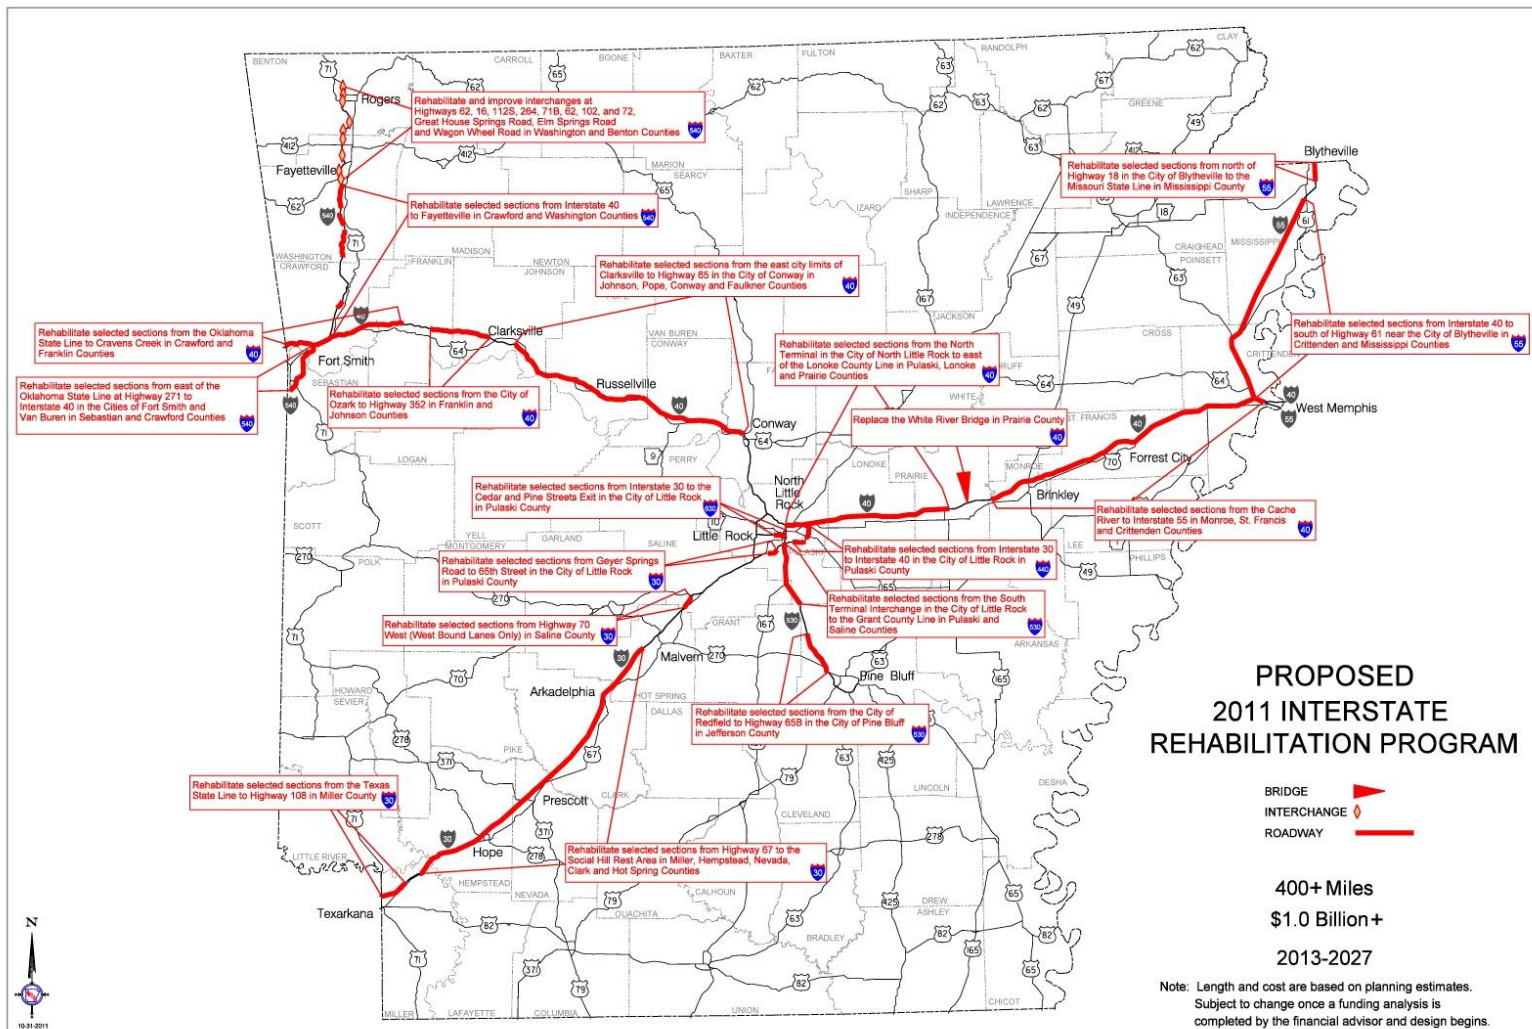 BENTON
CARROLL
BOONE
BAXTER
FULTON
RANDOLPH
CLAY
GREENE
Rogers
Rehabilitate and improve interchanges at
Highways 62, 16, 112S, 264, 71B, 62, 102, and 72,
Great House Springs Road, Elm Springs Road
and Wagon Wheel Road in Washington and Benton Counties
540
Fayetteville
MARION
SEARCY
SHARP
IZARD
INDEPENDENCE
LAWRENCE
Blytheville
Rehabilitate selected sections from north of
Highway 18 in the City of Blytheville to the
Missouri State Line in Mississippi County
55
Rehabilitate selected sections from Interstate 40
to Fayetteville in Crawford and Washington Counties
540
WASHINGTON
CRAWFORD
MADISON
FRANKLIN
NEWTON
JOHNSON
CRAIGHEAD
POINSETT
MISSISSIPPI
Rehabilitate selected sections from the east city limits of
Clarksville to Highway 65 in the City of Conway in
Johnson, Pope, Conway and Faulkner Counties
40
Rehabilitate selected sections from the Oklahoma
State Line to Cravens Creek in Crawford and
Franklin Counties
40
Clarksville
VAN BUREN
CONWAY
CROSS
CRITTENDEN
Rehabilitate selected sections from the North
Terminal in the City of North Little Rock to east
of the Lonoke County Line in Pulaski, Lonoke
and Prairie Counties
40
Rehabilitate selected sections from Interstate 40 to
south of Highway 61 near the City of Blytheville in
Crittenden and Mississippi Counties
55
Fort Smith
SEBASTIAN
Rehabilitate selected sections from east of the
Oklahoma State Line at Highway 271 to
Interstate 40 in the Cities of Fort Smith and
Van Buren in Sebastian and Crawford Counties
540
Rehabilitate selected sections from the City of
Ozark to Highway 352 in Franklin and
Johnson Counties
40
Russellville
WHITE
West Memphis
Replace the White River Bridge in Prairie County
40
ST. FRANCIS
Conway
LOGAN
PERRY
LONOKE
PRAIRIE
MONROE
Forrest City
Brinkley
North
Little
Rock
Rehabilitate selected sections from Interstate 30 to the
Cedar and Pine Streets Exit in the City of Little Rock
in Pulaski County
630
Rehabilitate selected sections from the Cache
River to Interstate 55 in Monroe, St. Francis
and Crittenden Counties
40
SCOTT
YELL
MONTGOMERY
GARLAND
SALINE
Little Rock
PULASKI
LEE
PHILLIPS
POLK
Rehabilitate selected sections from Geyer Springs
Road to 65th Street in the City of Little Rock
in Pulaski County
30
Rehabilitate selected sections from Interstate 30
to Interstate 40 in the City of Little Rock in
Pulaski County
440
Rehabilitate selected sections from the South
Terminal Interchange in the City of Little Rock
to the Grant County Line in Pulaski and
Saline Counties
530
Rehabilitate selected sections from Highway 70
West (West Bound Lanes Only) in Saline County
30
GRANT
ARKANSAS
Malvern
Pine Bluff
Arkadelphia
HOT SPRING
DALLAS
HOWARD
SEVIER
PIKE
Rehabilitate selected sections from the City of
Redfield to Highway 65B in the City of Pine Bluff
in Jefferson County
530
Rehabilitate selected sections from the Texas
State Line to Highway 108 in Miller County
30
Prescott
CLARK
CLEVELAND
LINCOLN
DESHA
LITTLE RIVER
Hope
HEMPSTEAD
NEVADA
Rehabilitate selected sections from Highway 67 to the
Social Hill Rest Area in Miller, Hempstead, Nevada,
Clark and Hot Spring Counties
30
Texarkana
OUACHITA
CALHOUN
BRADLEY
DREW
ASHLEY
MILLER
LAFAYETTE
COLUMBIA
UNION
CHICOT
PROPOSED
2011 INTERSTATE
REHABILITATION PROGRAM
BRIDGE
INTERCHANGE
ROADWAY
400+ Miles
$1.0 Billion+
2013-2027
Note: Length and cost are based on planning estimates.
Subject to change once a funding analysis is
completed by the financial advisor and design begins.
N
10-31-2011